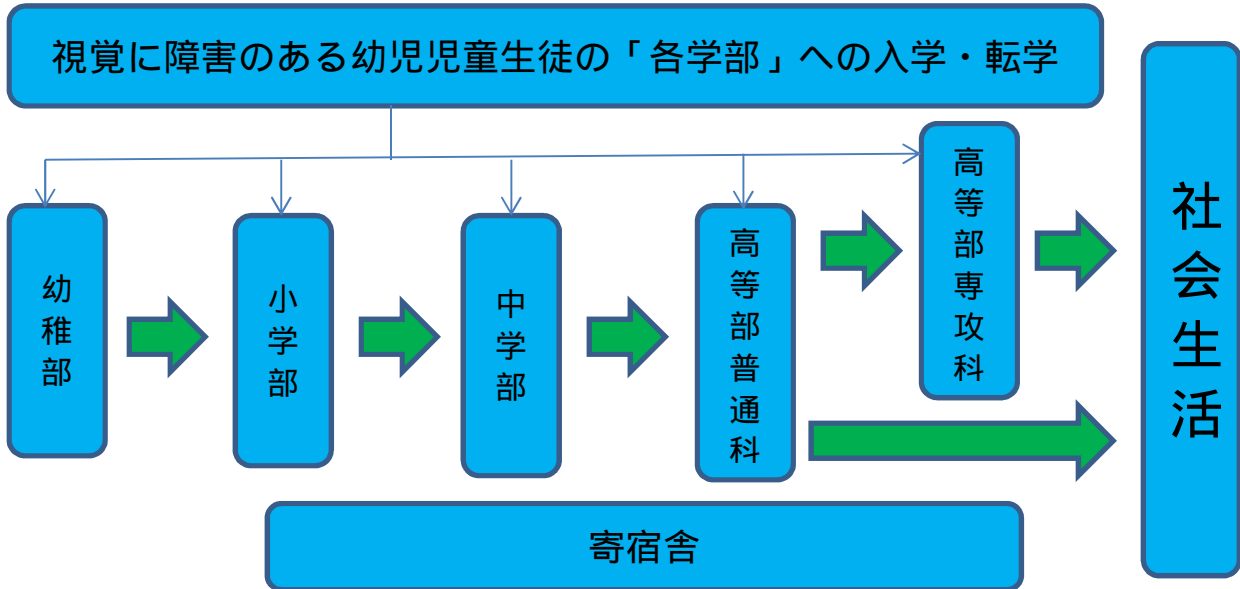 視覚に障害のある幼児児童生徒の「各学部」への入学・転学
幼稚部
小学部
中学部
高等部普通科
高等部専攻科
社会生活
寄宿舎